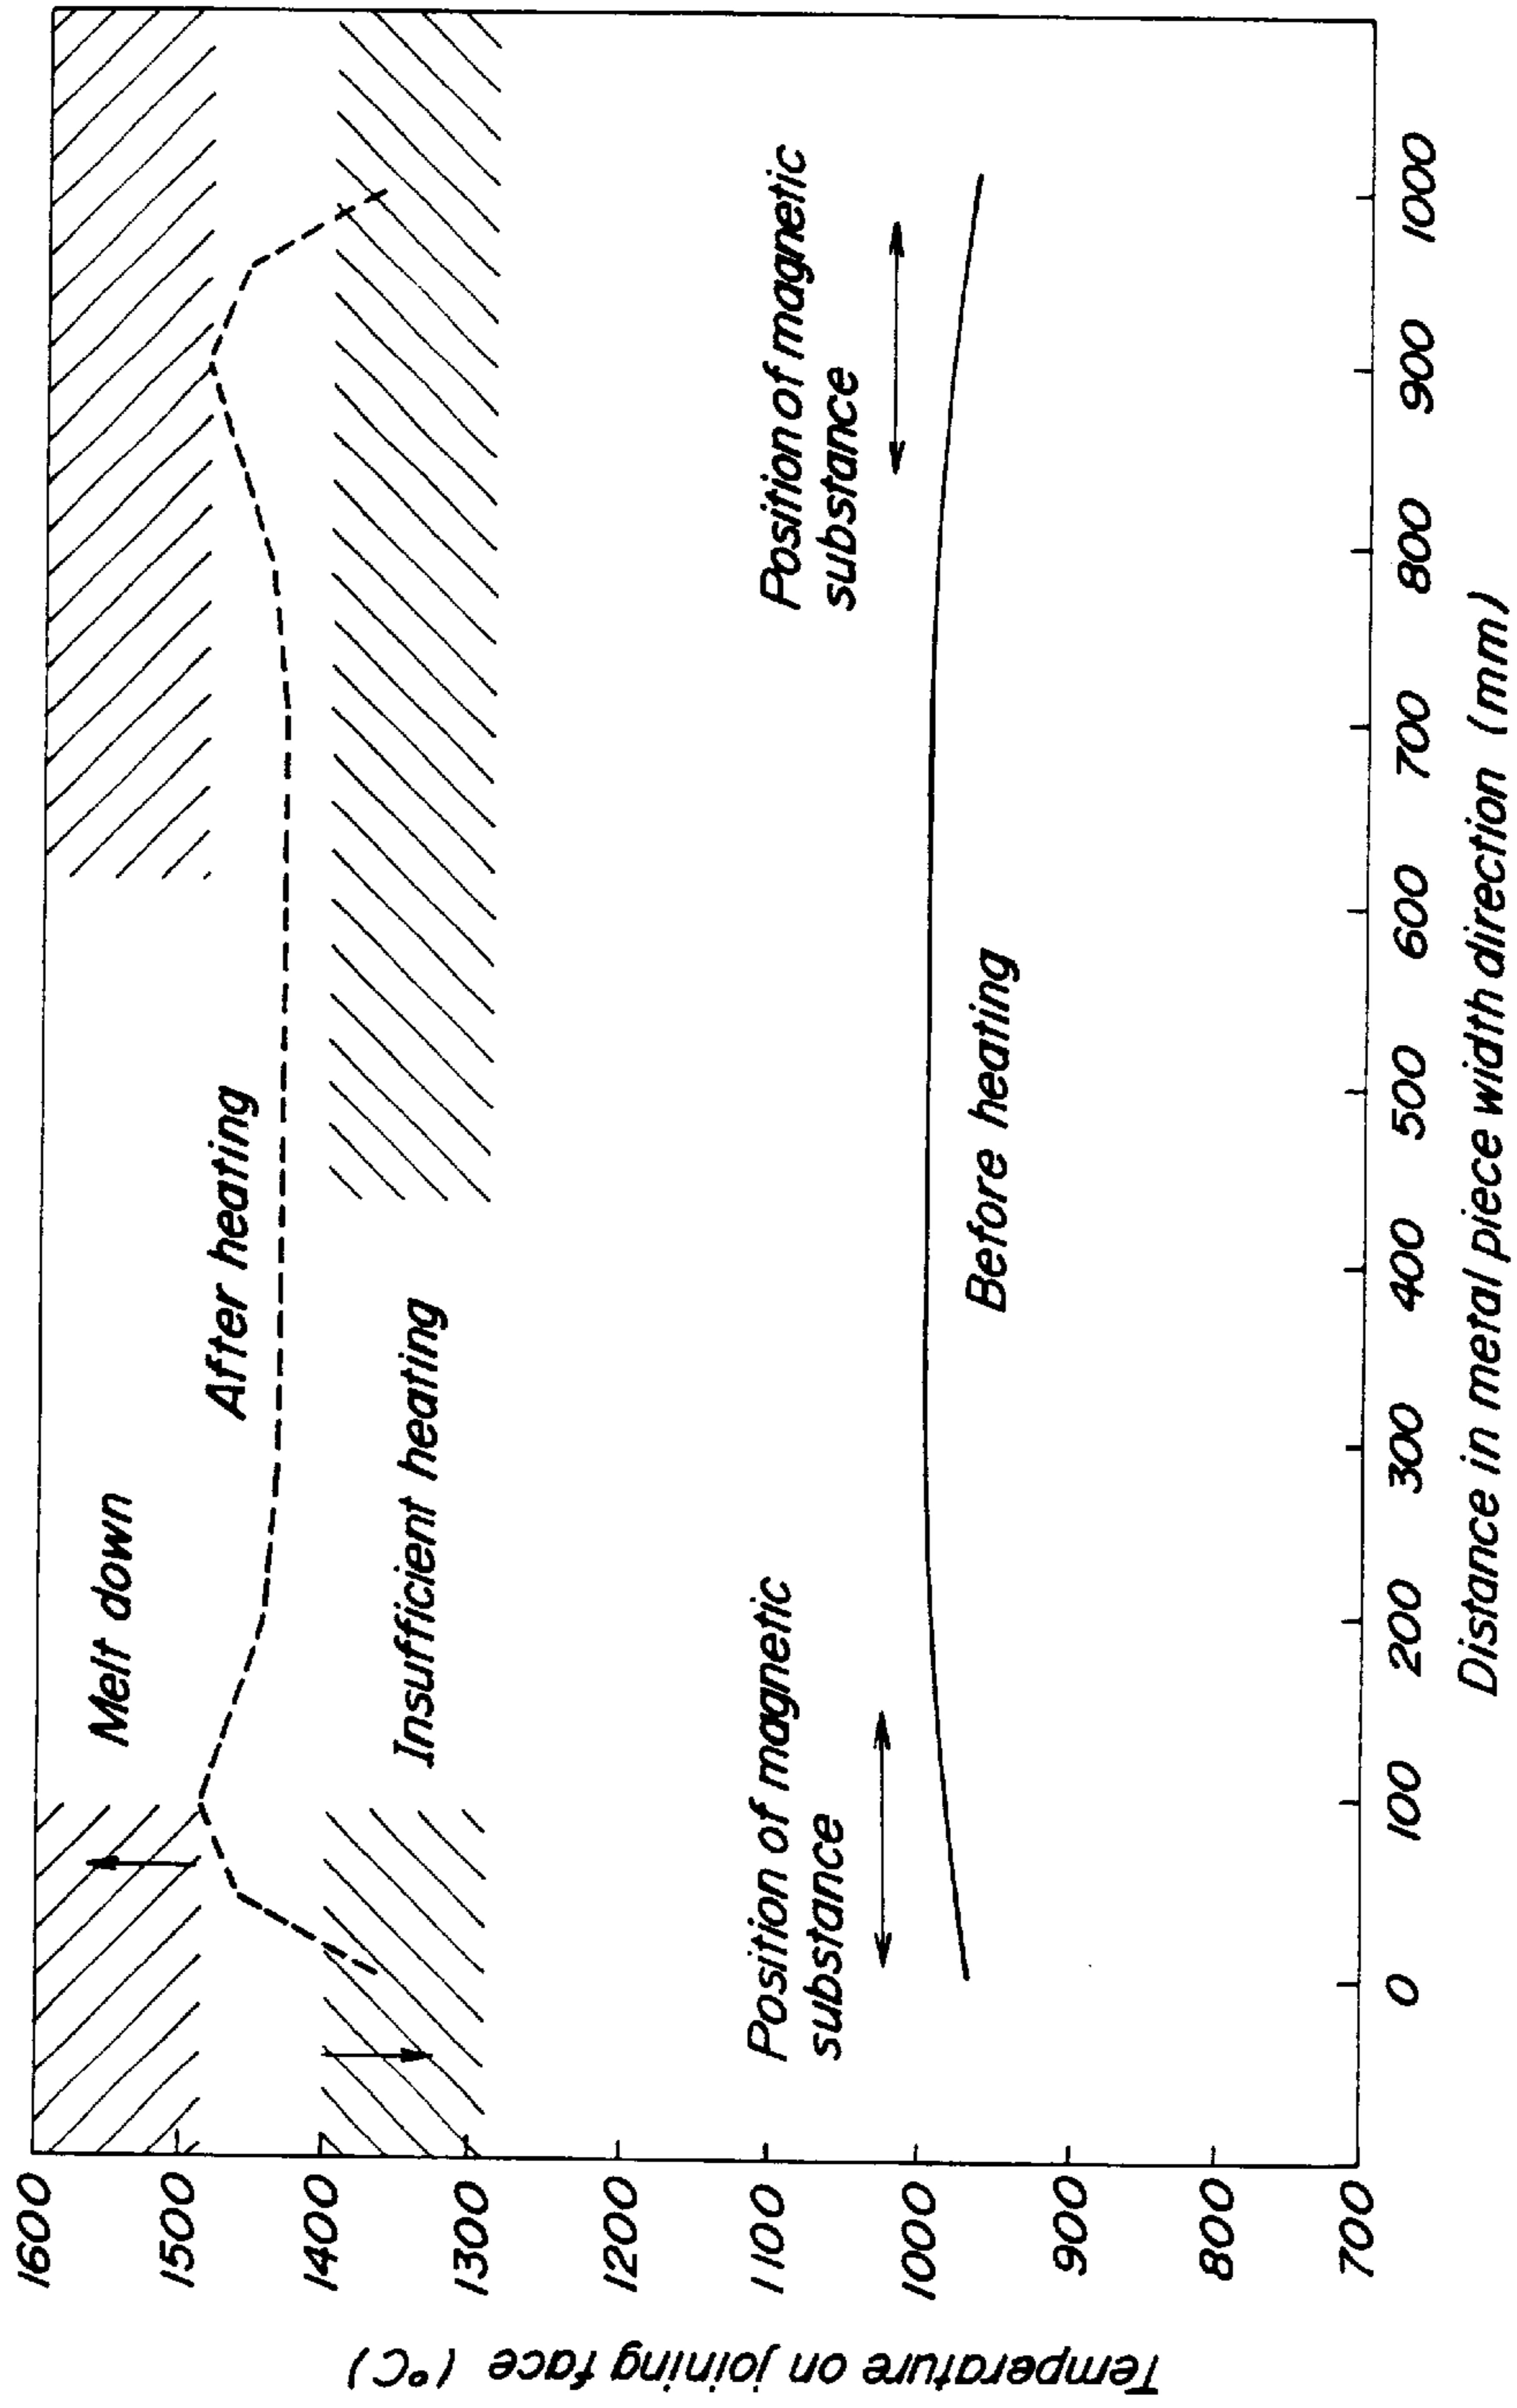 Temperature on joining face (°C)
1600
1500
1400
1300
1200
1100
1000
900
800
700
Melt down
After heating
Insufficient heating
Position of magnetic
substance
Position of magnetic
substance
Before heating
0 100 200 300 400 500 600 700 800 900 1000
Distance in metal piece width direction (mm)